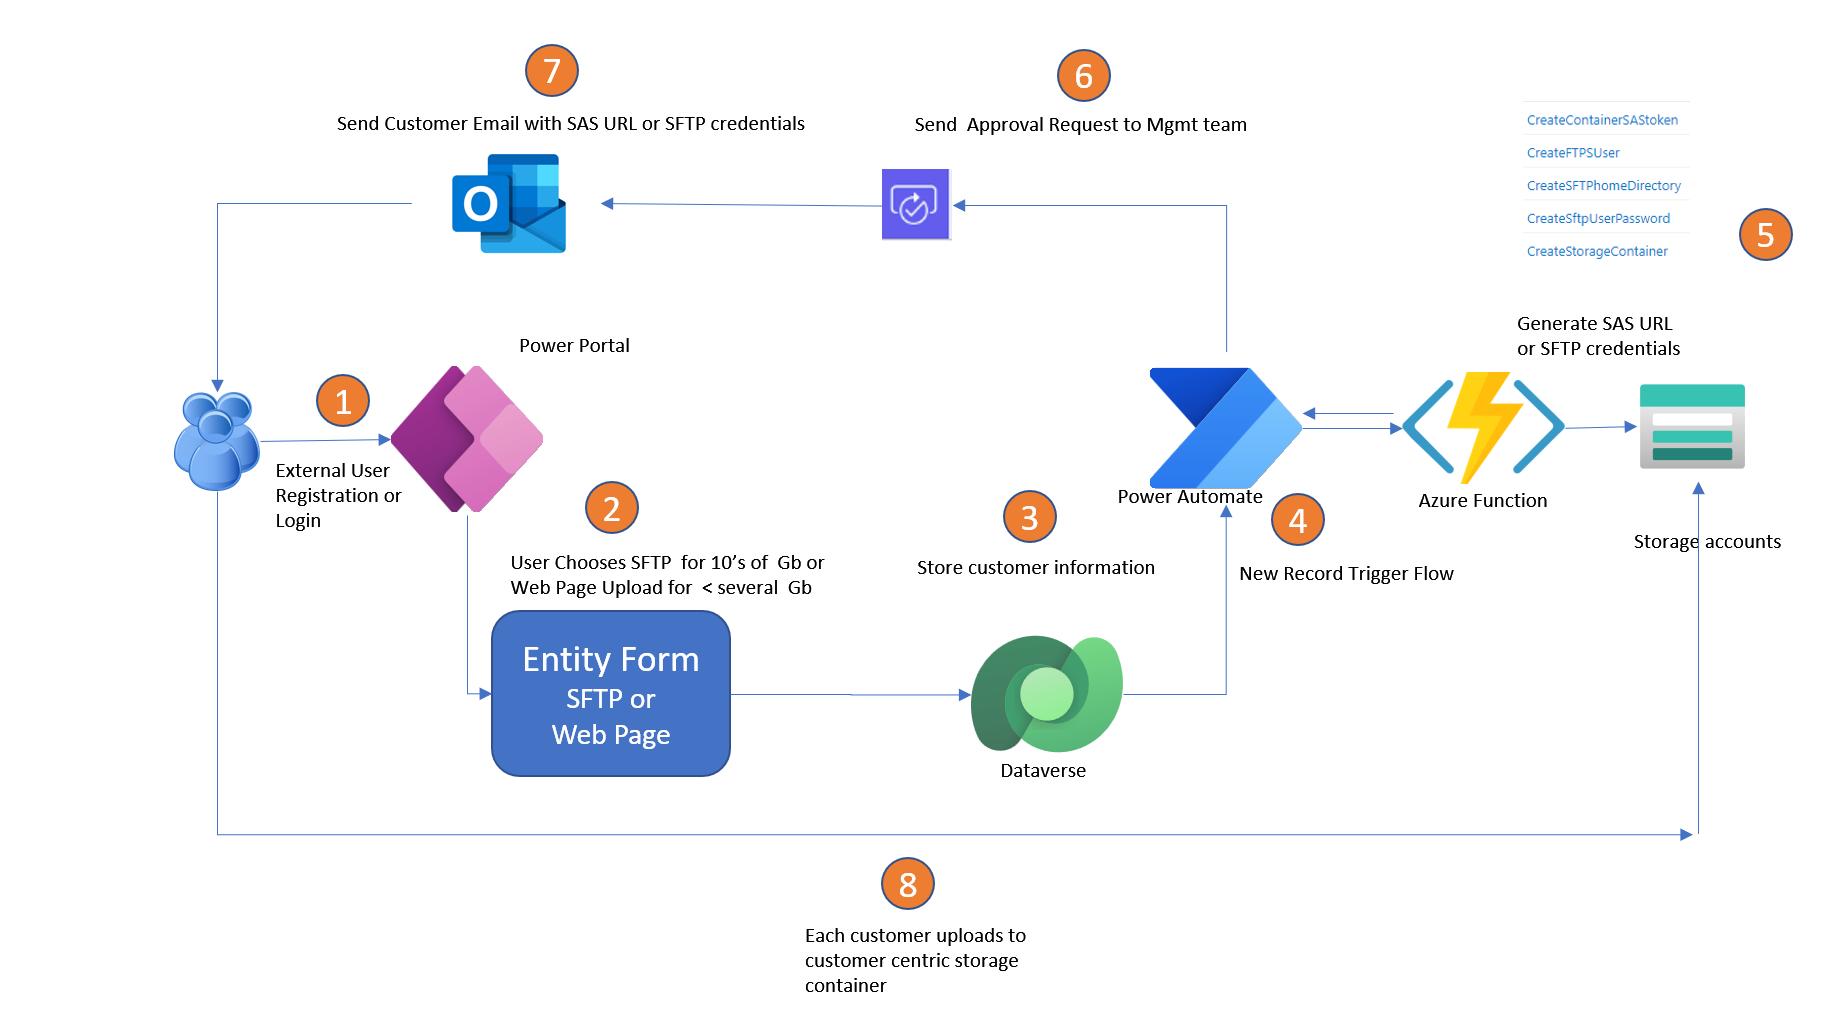 7
Send Customer Email with SAS URL or SFTP credentials
6
Send  Approval Request to Mgmt team
CreateContainerSAStoken
CreateFTPSUser
CreateSFTPhomeDirectory
CreateSftpUserPassword
CreateStorageContainer
5
O
Generate SAS URL
or SFTP credentials
Power Portal
1
External User
Registration or
Login
2
User Chooses SFTP  for 10’s of  Gb or
Web Page Upload for  < several  Gb
Entity Form
SFTP or
Web Page
3
Store customer information
Dataverse
Power Automate
4
New Record Trigger Flow
Azure Function
Storage accounts
8
Each customer uploads to
customer centric storage
container